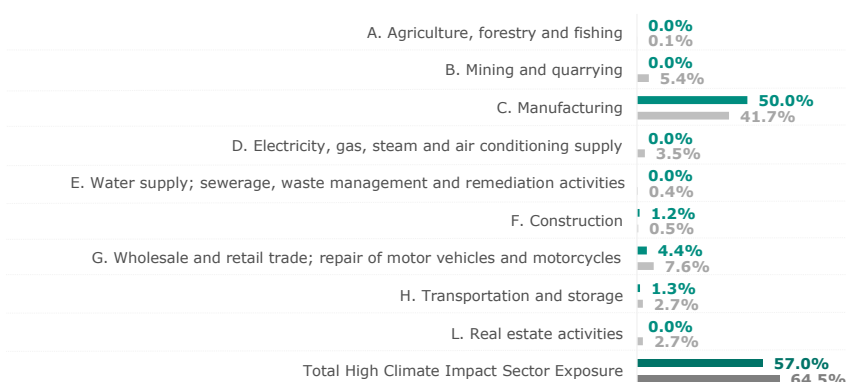 A. Agriculture, forestry and fishing 0.0%
0.1%
B. Mining and quarrying 0.0%
5.4%
C. Manufacturing 50.0%
41.7%
D. Electricity, gas, steam and air conditioning supply 0.0%
3.5%
E. Water supply; sewerage, waste management and remediation activities 0.0%
0.4%
F. Construction 1.2%
0.5%
G. Wholesale and retail trade; repair of motor vehicles and motorcycles 4.4%
7.6%
H. Transportation and storage 1.3%
2.7%
L. Real estate activities 0.0%
2.7%
Total High Climate Impact Sector Exposure 57.0%
64.5%